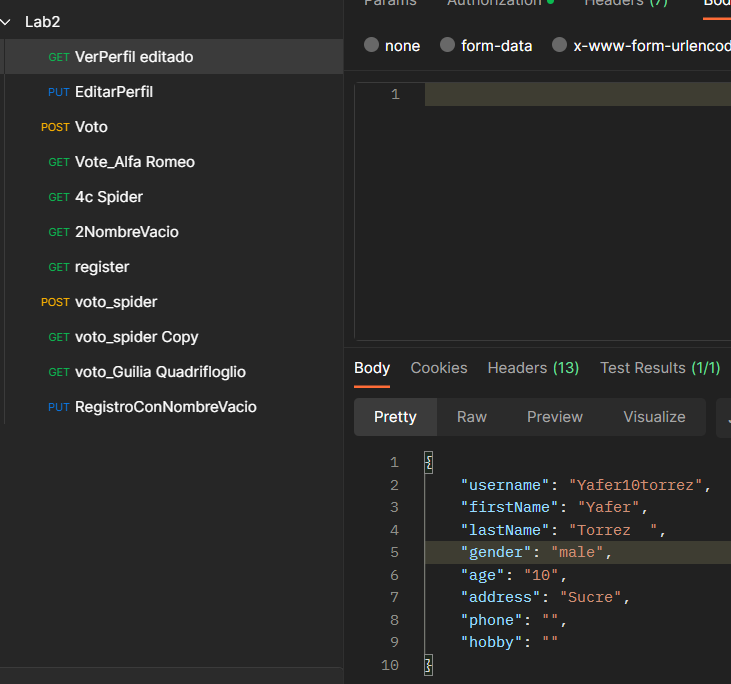 Lab2
GET VerPerfil editado
PUT EditarPerfil
POST Voto
GET Vote_Alfa Romeo
GET 4c Spider
GET 2NombreVacio
GET register
POST voto_spider
GET voto_spider Copy
GET voto_Guilia Quadrifloglio
PUT RegistroConNombreVacio
Params Authorization Headers (7) Bod
none form-data x-www-form-urlencod
1
Body Cookies Headers (13) Test Results (1/1)
Pretty Raw Preview Visualize
1 {
2 "username": "Yafer10torrez",
3 "firstName": "Yafer",
4 "lastName": "Torrez  ",
5 "gender": "male",
6 "age": "10",
7 "address": "Sucre",
8 "phone": "",
9 "hobby": ""
10 }